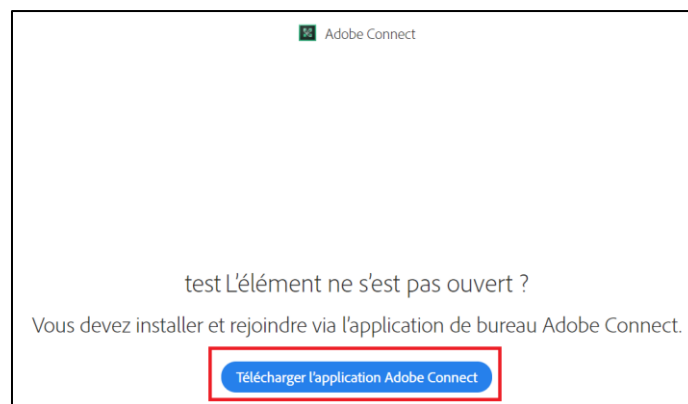 Adobe Connect
test L'élément ne s'est pas ouvert ?
Vous devez installer et rejoindre via l'application de bureau Adobe Connect.
Télécharger l'application Adobe Connect